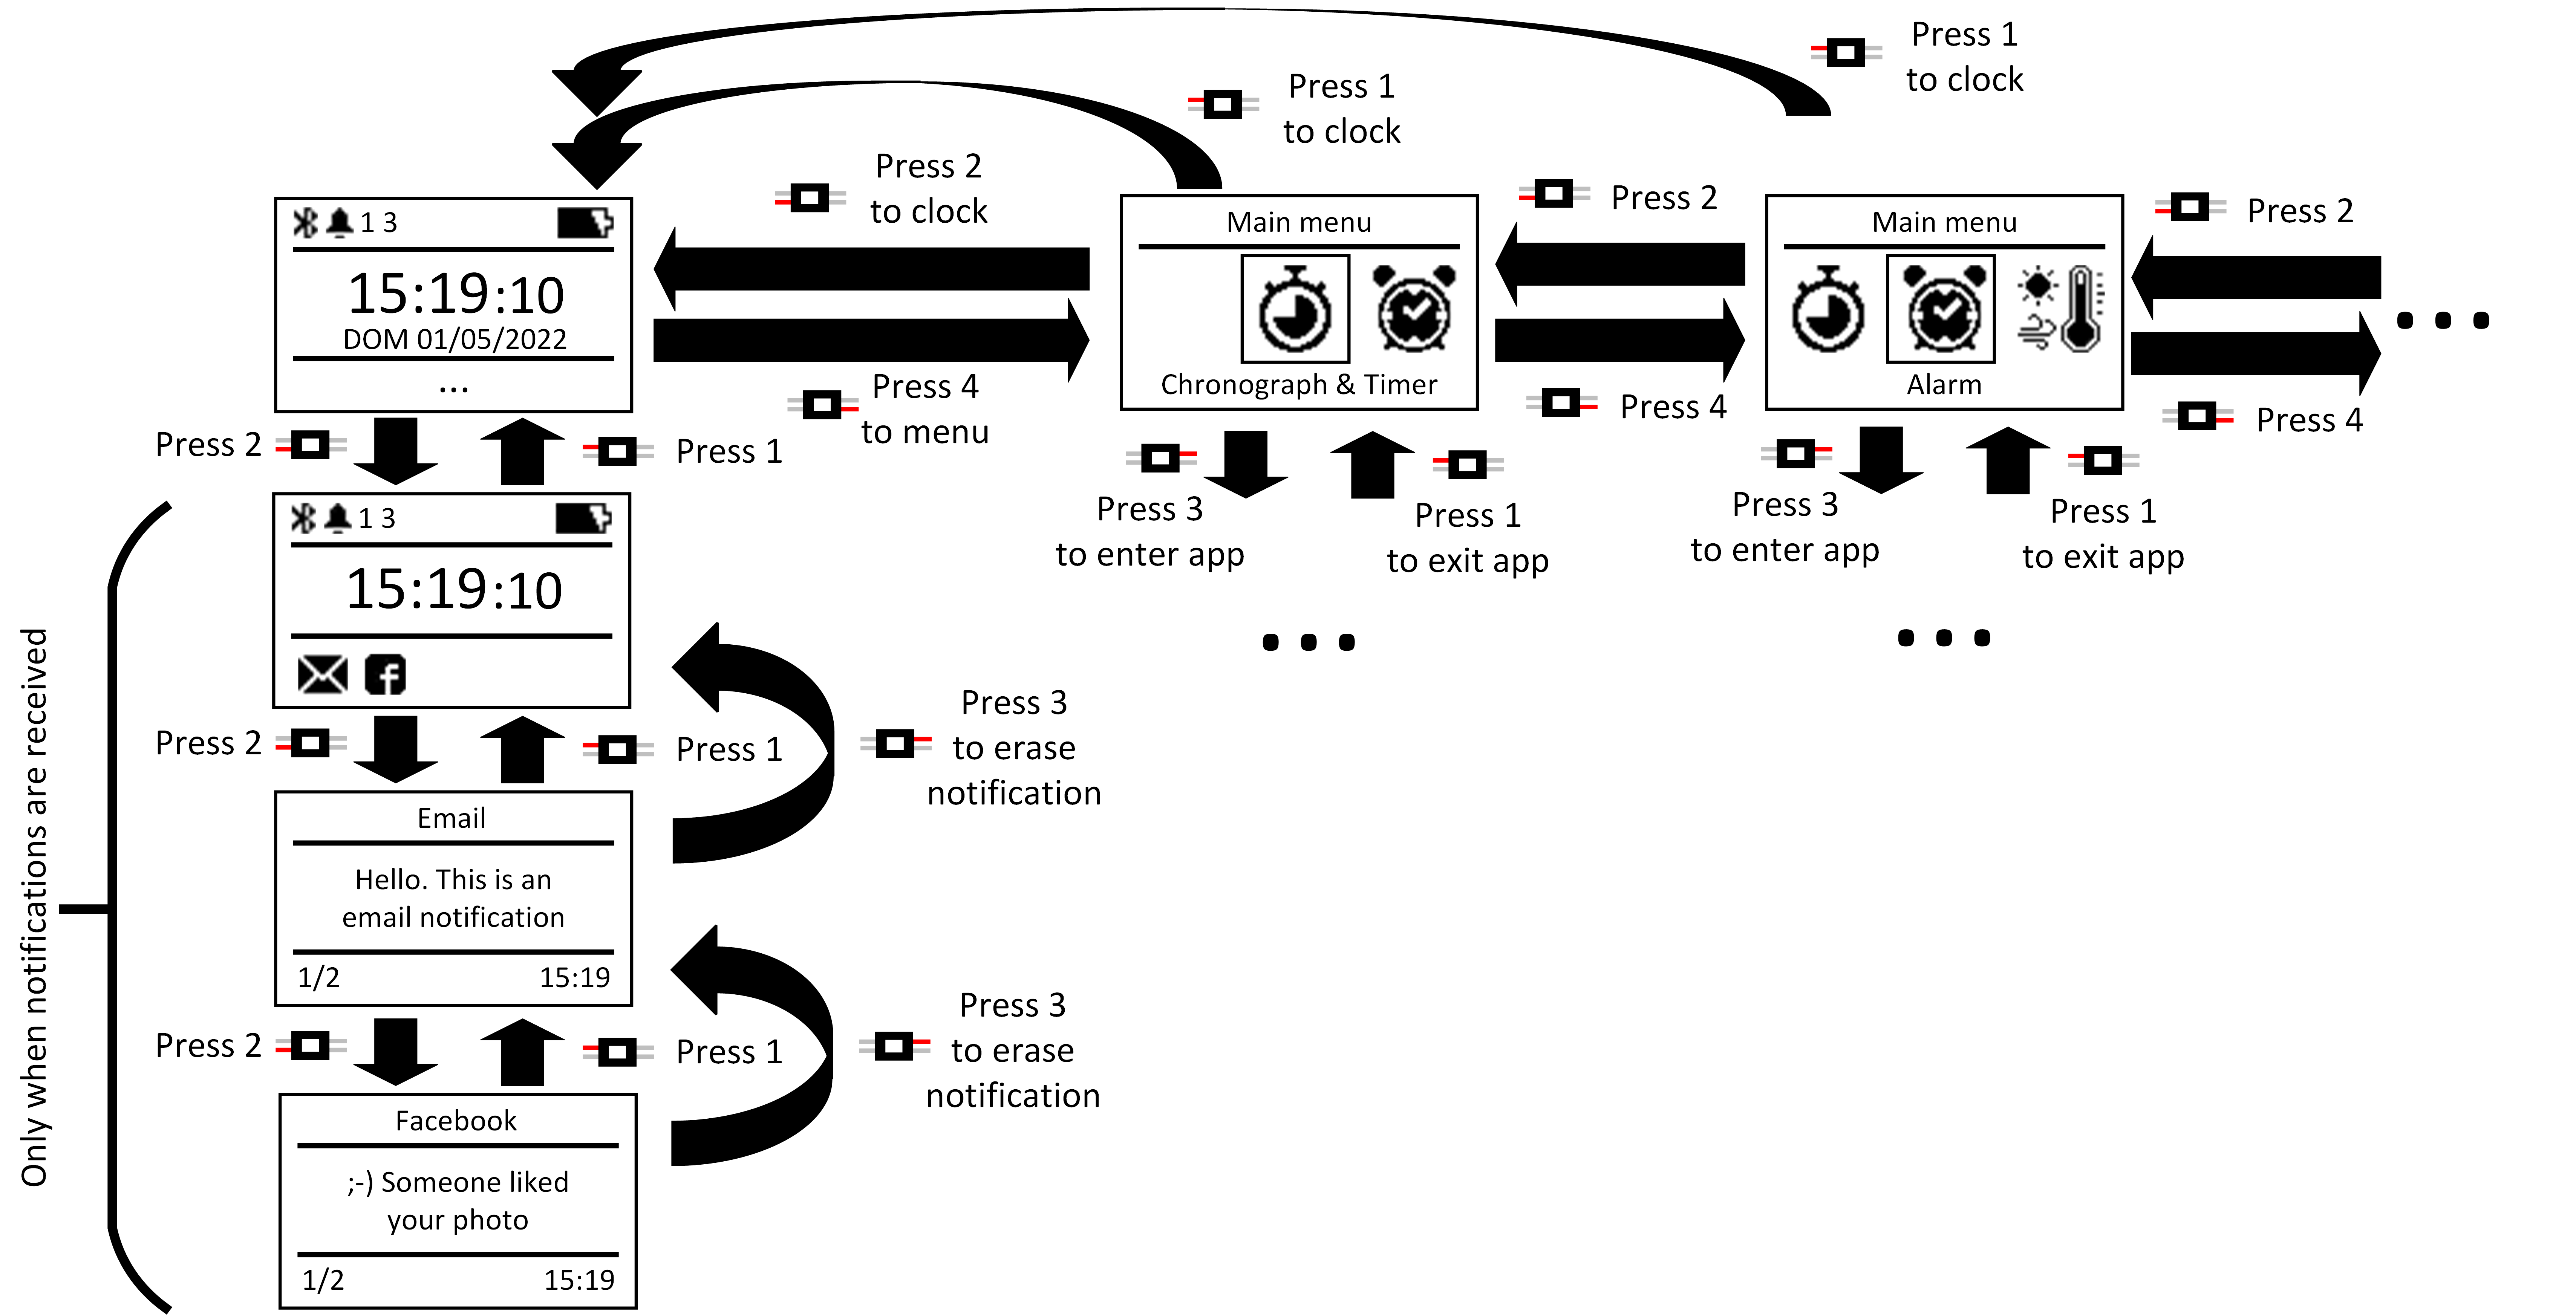 Press 1
to clock
Press 1
to clock
Press 2
to clock
Press 2
Press 2
1 3
15:19:10
DOM 01/05/2022
...
Main menu
Chronograph & Timer
Main menu
Alarm
...
Press 4
to menu
Press 4
Press 4
Press 2
Press 1
Press 3
to enter app
Press 1
to exit app
Press 3
to enter app
Press 1
to exit app
...
...
1 3
15:19:10
f
Only when notifications are received
Press 2
Press 1
Press 3
to erase
notification
Email
Hello. This is an
email notification
1/2 15:19
Press 2
Press 1
Press 3
to erase
notification
Facebook
;-) Someone liked
your photo
1/2 15:19